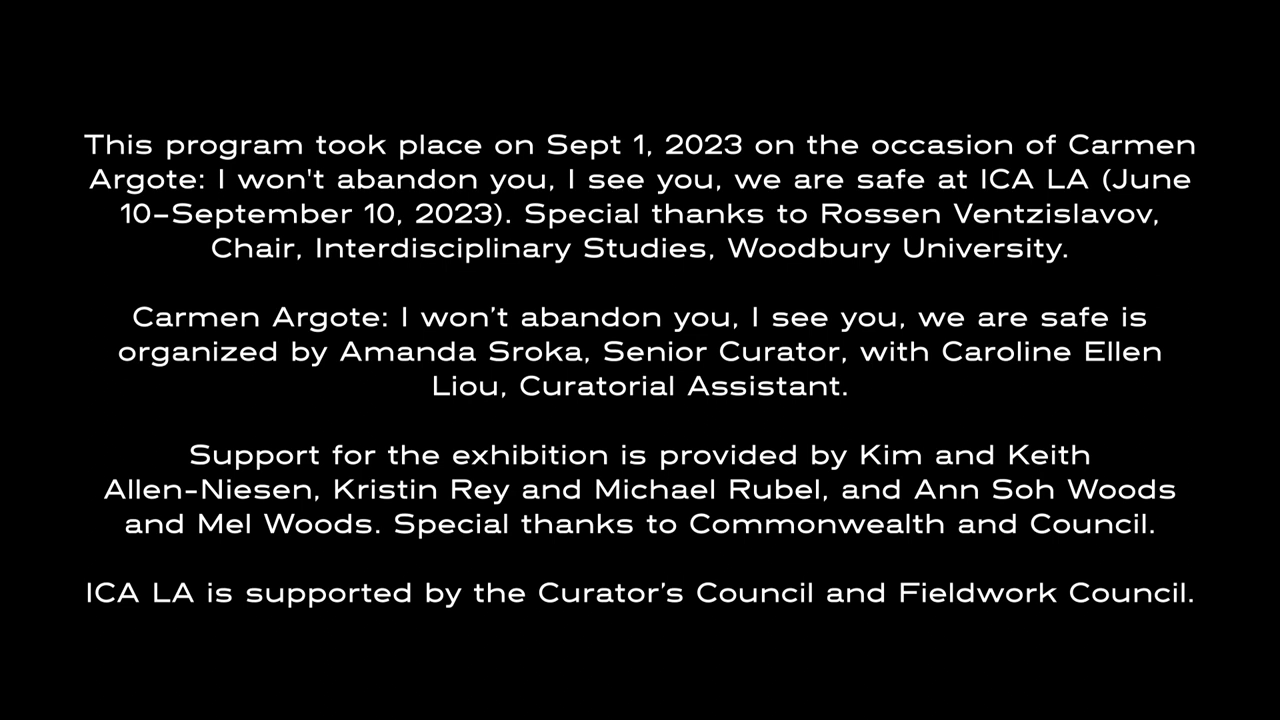 This program took place on Sept 1, 2023 on the occasion of Carmen
Argote: I won't abandon you, I see you, we are safe at ICA LA (June
10–September 10, 2023). Special thanks to Rossen Ventzislavov,
Chair, Interdisciplinary Studies, Woodbury University.
Carmen Argote: I won’t abandon you, I see you, we are safe is
organized by Amanda Sroka, Senior Curator, with Caroline Ellen
Liou, Curatorial Assistant.
Support for the exhibition is provided by Kim and Keith
Allen-Niesen, Kristin Rey and Michael Rubel, and Ann Soh Woods
and Mel Woods. Special thanks to Commonwealth and Council.
ICA LA is supported by the Curator’s Council and Fieldwork Council.